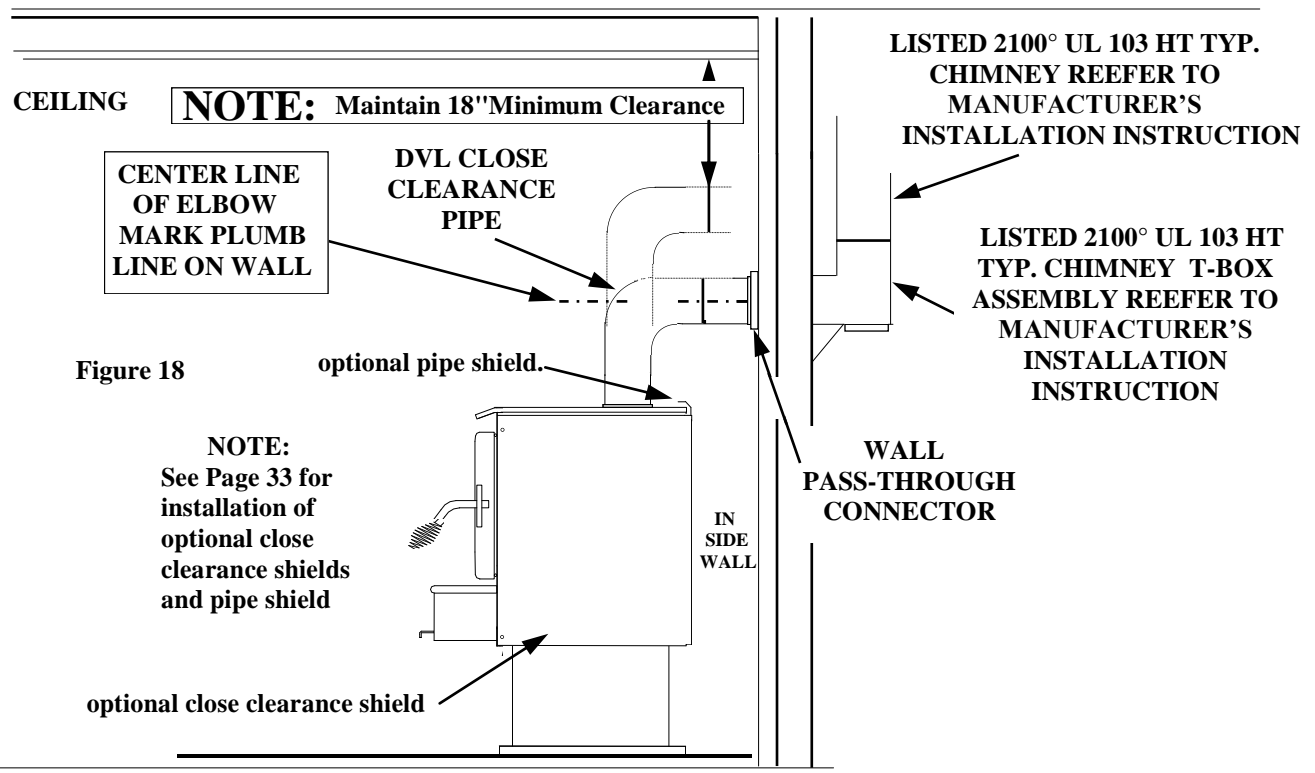 CEILING
NOTE: Maintain 18"Minimum Clearance
LISTED 2100° UL 103 HT TYP.
CHIMNEY REEFER TO
MANUFACTURER'S
INSTALLATION INSTRUCTION
CENTER LINE
OF ELBOW
MARK PLUMB
LINE ON WALL
DVL CLOSE
CLEARANCE
PIPE
LISTED 2100° UL 103 HT
TYP. CHIMNEY T-BOX
ASSEMBLY REEFER TO
MANUFACTURER'S
INSTALLATION
INSTRUCTION
Figure 18
optional pipe shield.
NOTE:
See Page 33 for
installation of
optional close
clearance shields
and pipe shield
WALL
PASS-THROUGH
CONNECTOR
IN
SIDE
WALL
optional close clearance shield